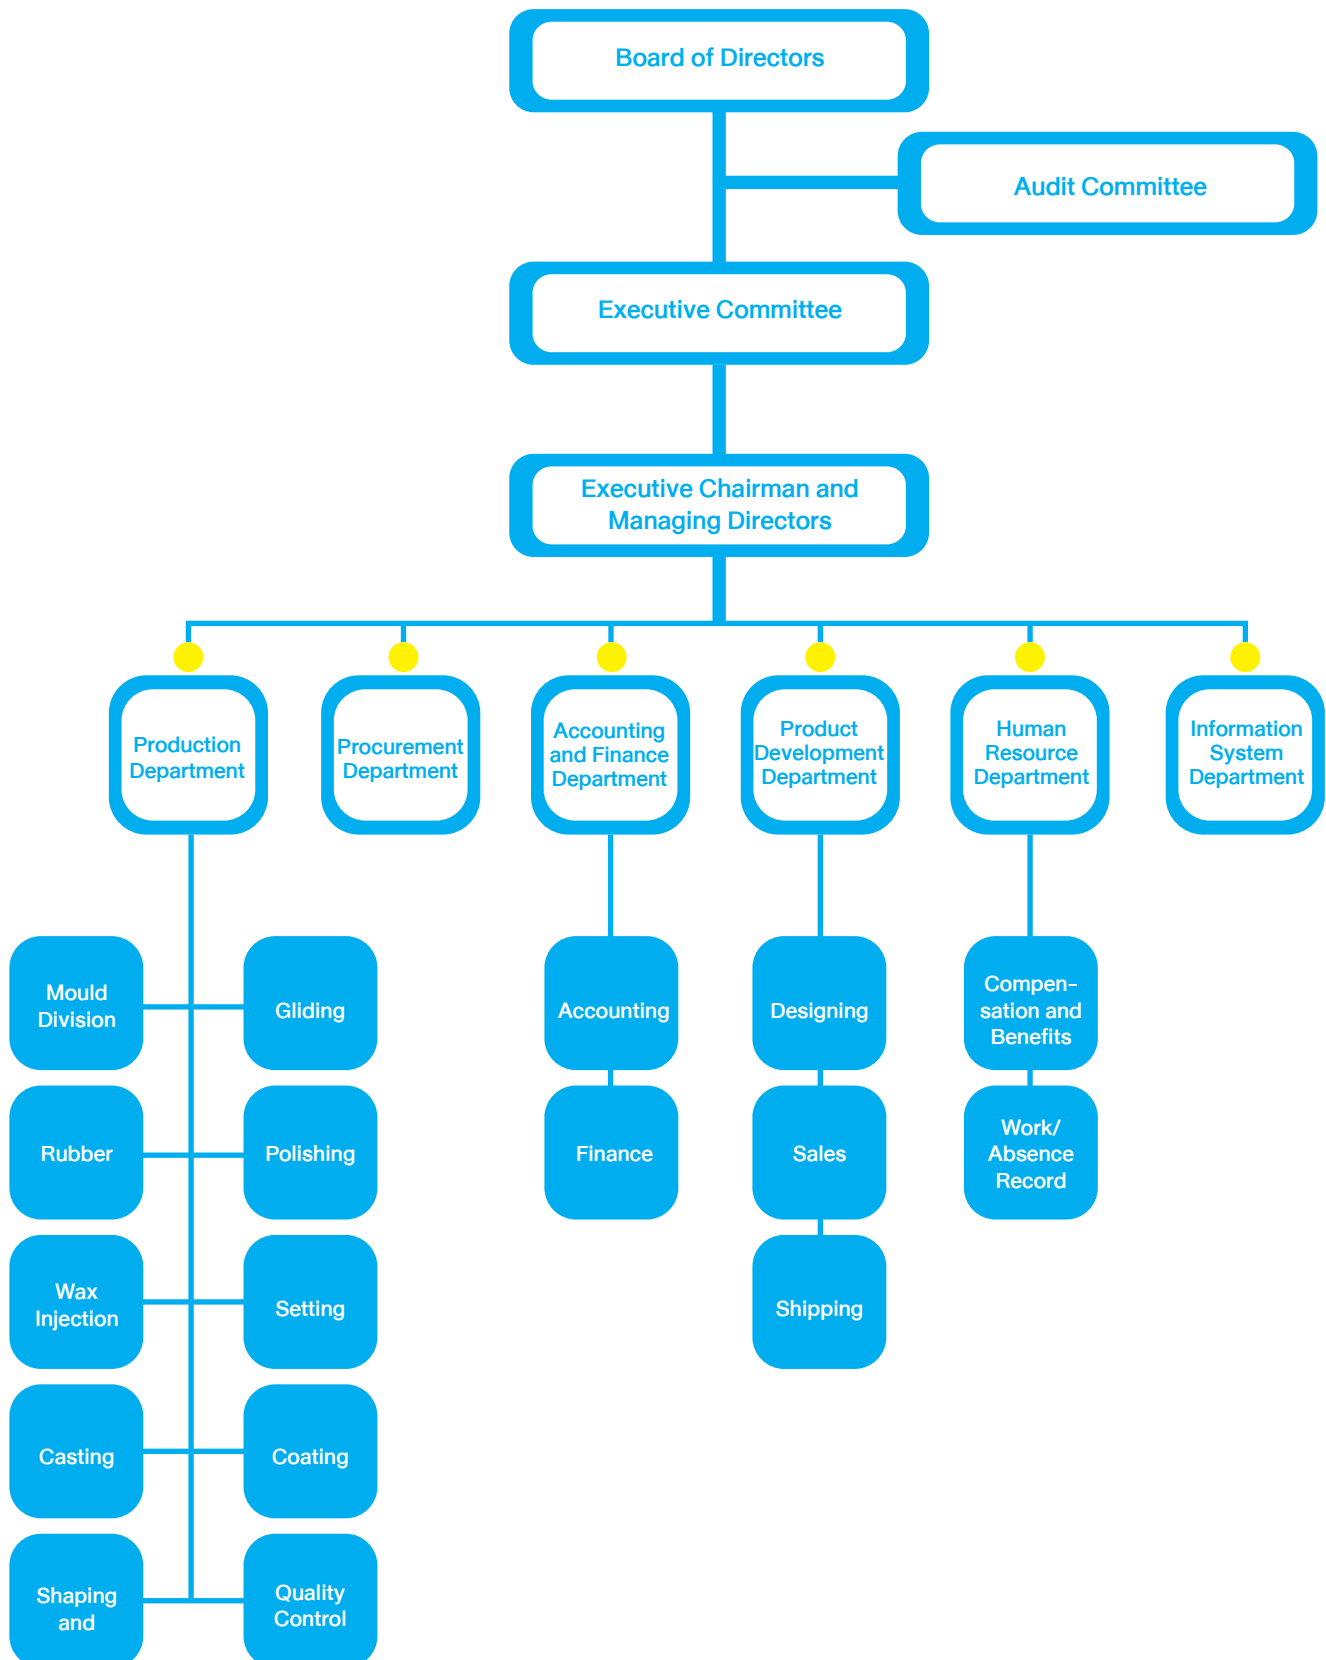 Board of Directors
Audit Committee
Executive Committee
Executive Chairman and
Managing Directors
Production
Department
Procurement
Department
Accounting
and Finance
Department
Product
Development
Department
Human
Resource
Department
Information
System
Department
Mould
Division
Gliding
Accounting
Designing
Compen-
sation and
Benefits
Rubber
Polishing
Finance
Sales
Work/
Absence
Record
Wax
Injection
Setting
Shipping
Casting
Coating
Shaping
and
Quality
Control